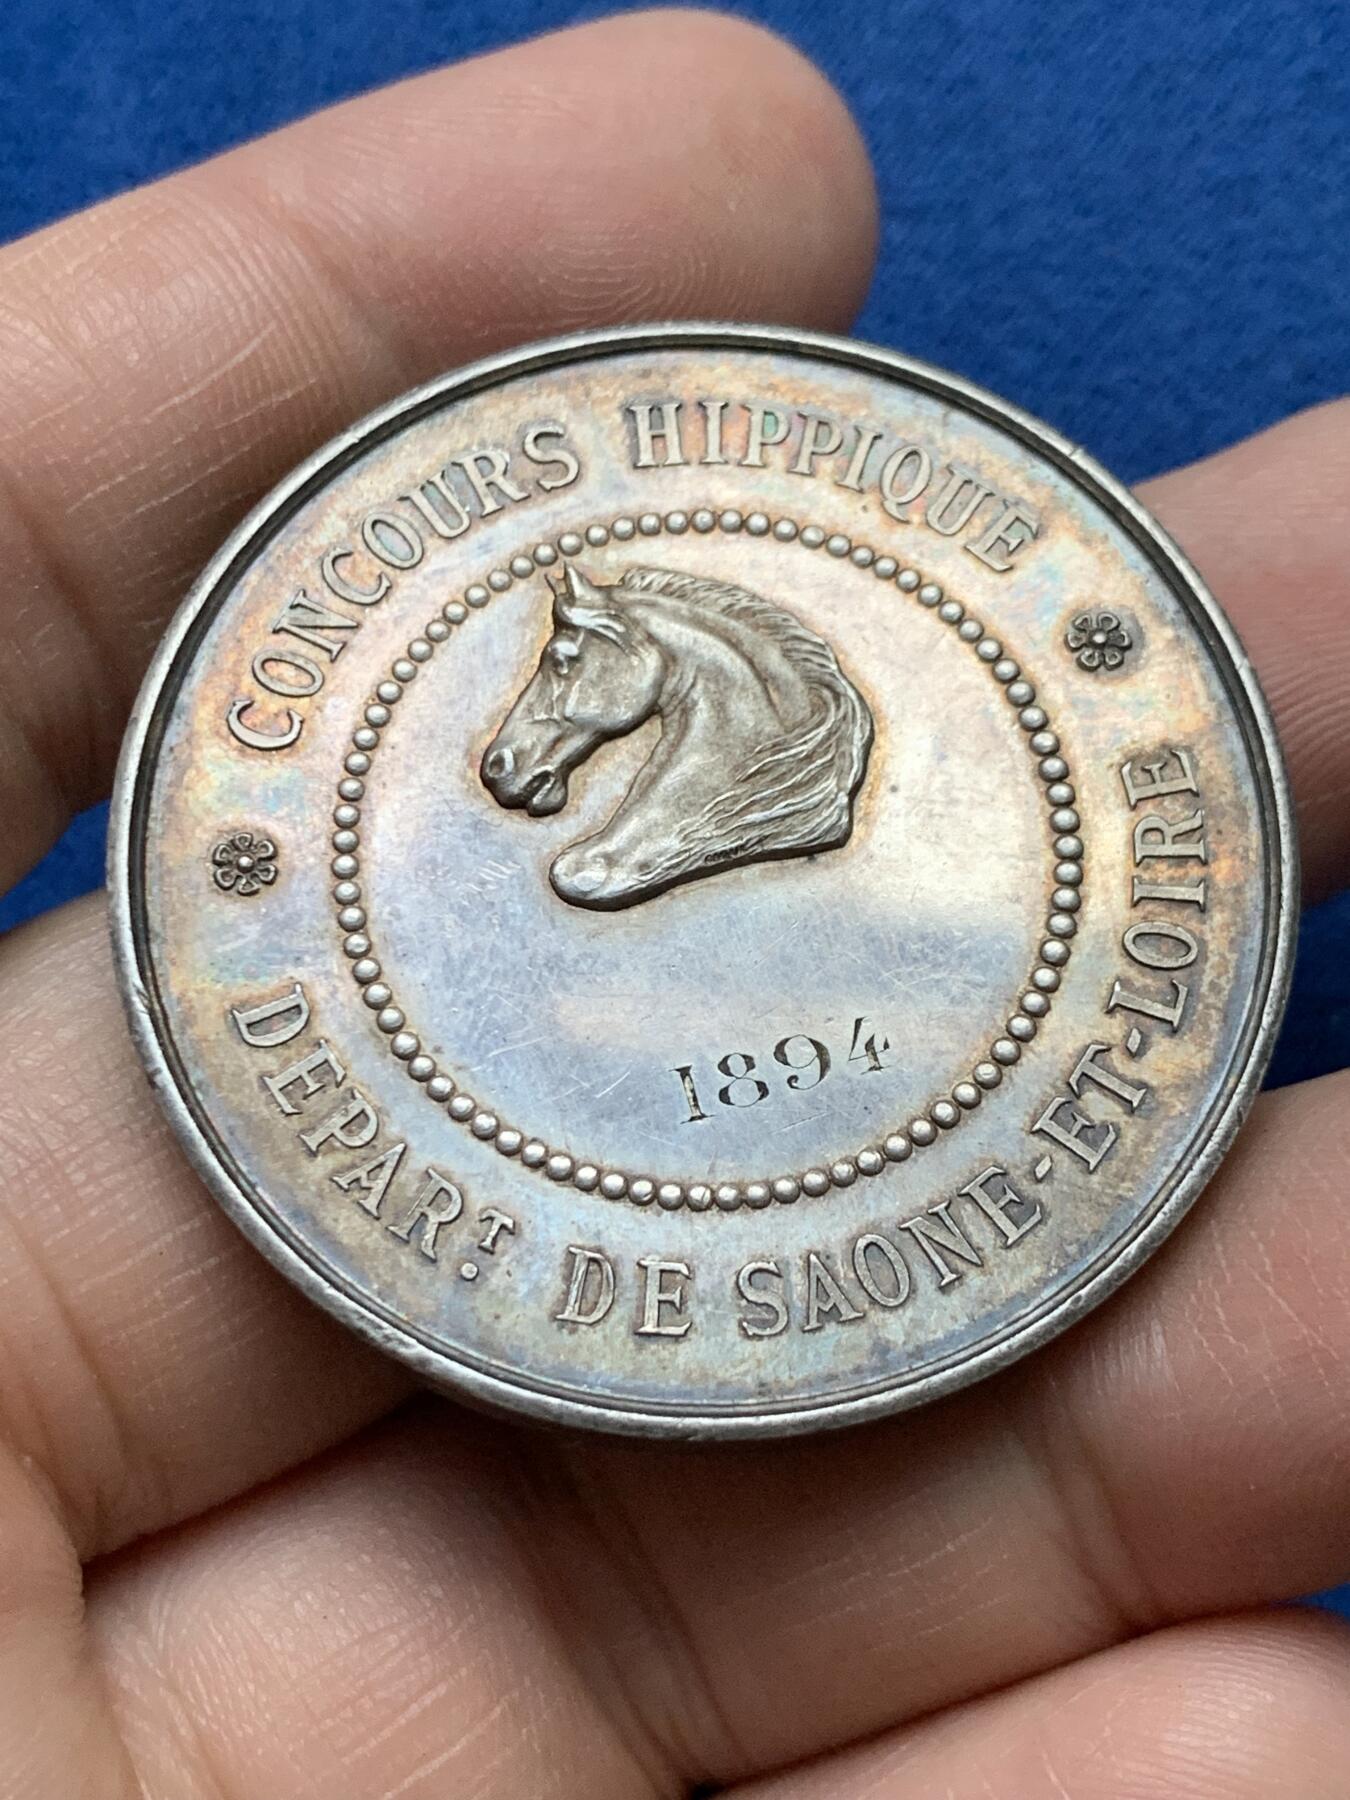 CONCOURS HIPPIQUE
1894
DEPART. DE SAONE-ET-LOIRE